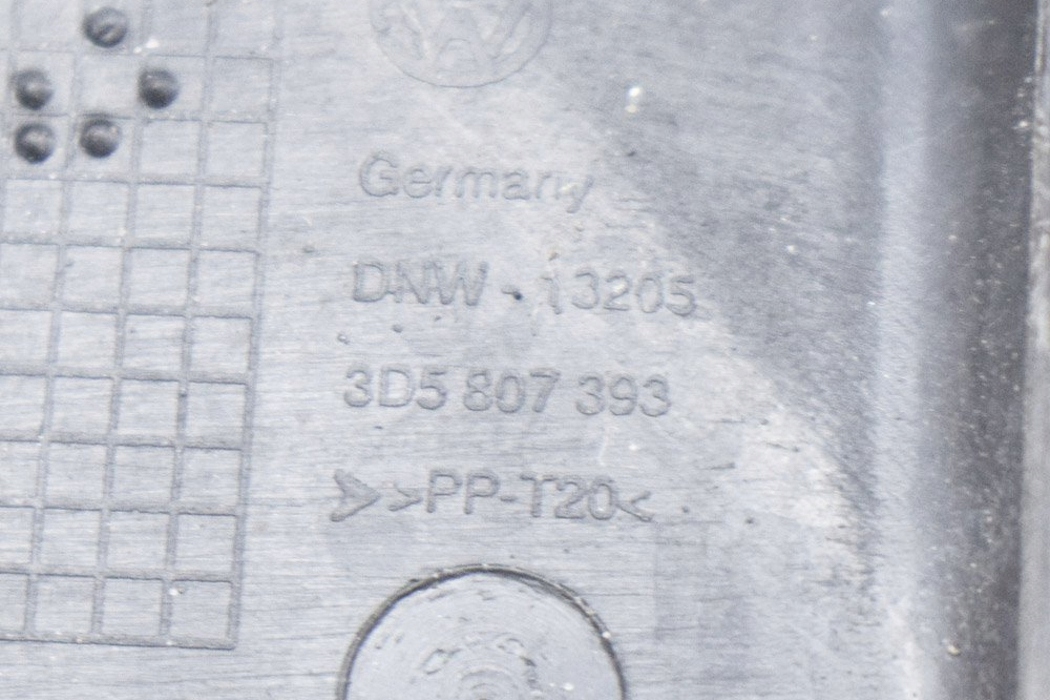 Germany
DNW - 13205
3D5 807 393
>PP-T20<